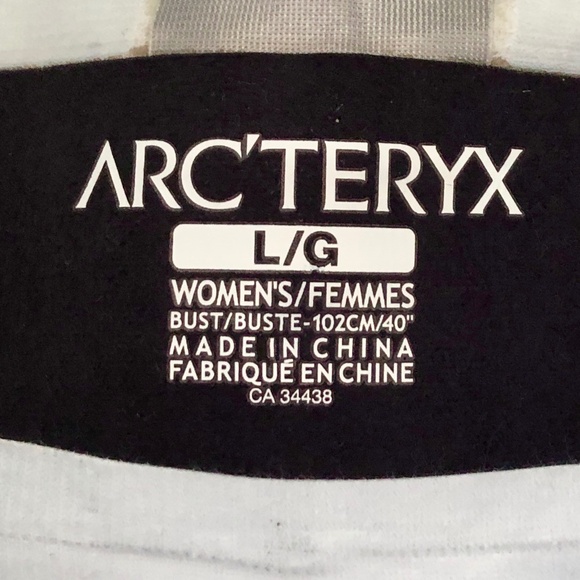 ARC'TERYX
L/G
WOMEN'S/FEMMES
BUST/BUSTE-102CM/40"
MADE IN CHINA
FABRIQUÉ EN CHINE
CA 34438